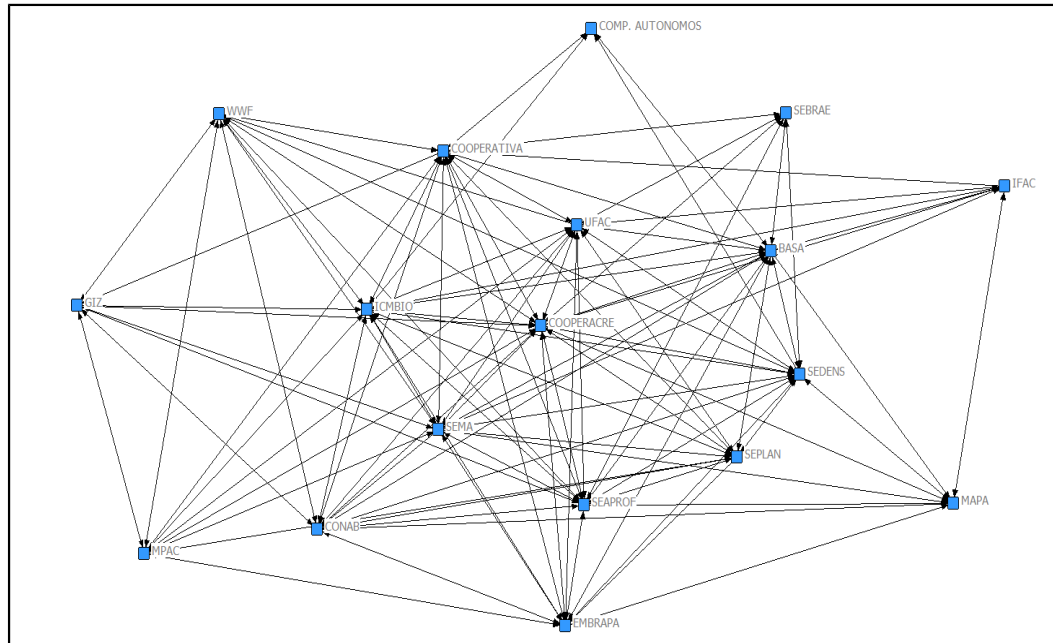 COMP. AUTONOMOS
WWF
SEBRAE
COOPERATIVA
IFAC
UFAC
BASA
GIZ
ICMBIO
COOPERACRE
SEDENS
SEMA
SEPLAN
SEAPROF
MAPA
CONAB
MPAC
EMBRAPA